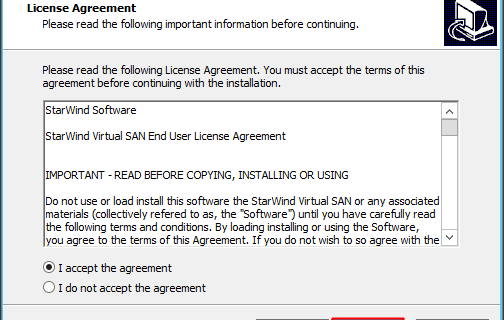 License Agreement
Please read the following important information before continuing.
Please read the following License Agreement. You must accept the terms of this
agreement before continuing with the installation.
StarWind Software
StarWind Virtual SAN End User License Agreement
IMPORTANT - READ BEFORE COPYING, INSTALLING OR USING
Do not use or load install this software the StarWind Virtual SAN or any associated
materials (collectively refered to as, the "Software") until you have carefully read
the following terms and conditions. By loading installing or using the Software,
you agree to the terms of this Agreement. If you do not wish to so agree with the
I accept the agreement
I do not accept the agreement